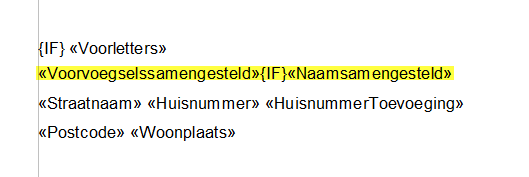 {IF} «Voorletters»
«Voorvoegselssamengesteld»{IF}«Naamsamengesteld»
«Straatnaam» «Huisnummer» «HuisnummerToevoeging»
«Postcode» «Woonplaats»